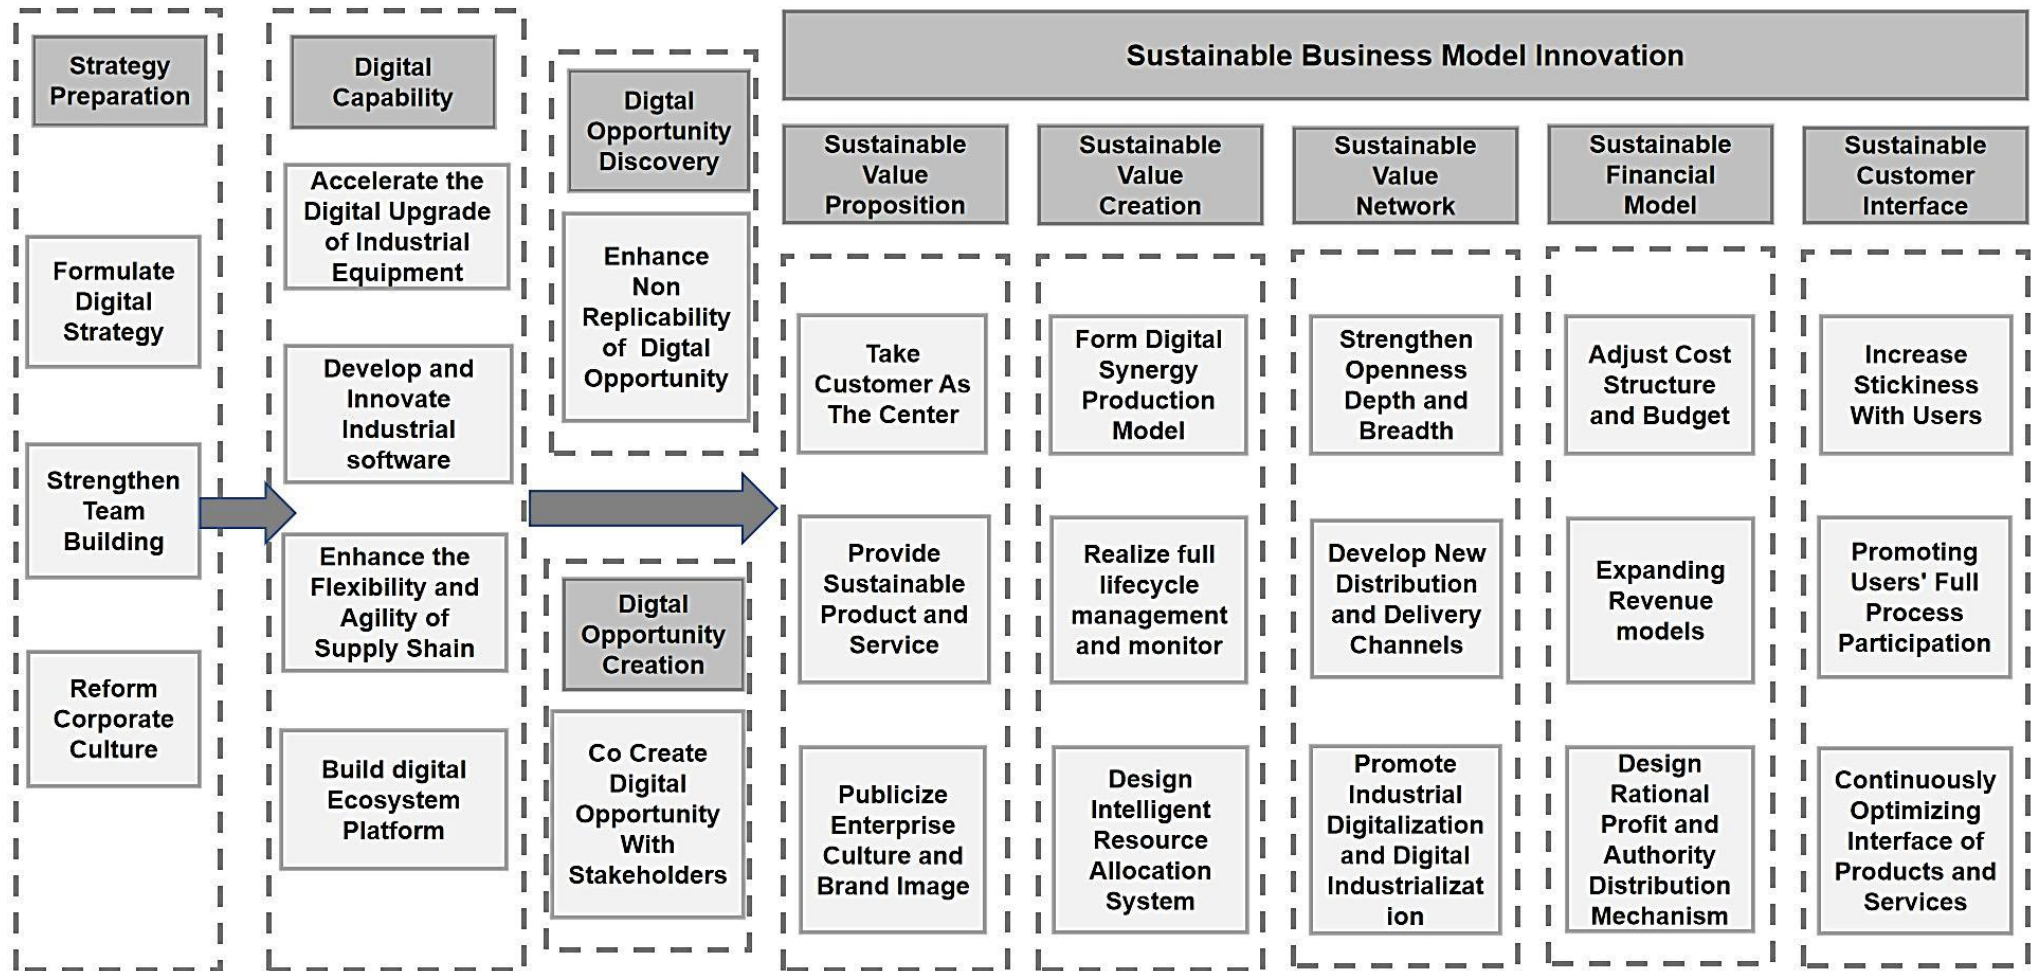 Strategy
Preparation
Formulate
Digital
Strategy
Strengthen
Team
Building
Reform
Corporate
Culture
Digital
Capability
Accelerate the
Digital Upgrade
of Industrial
Equipment
Develop and
Innovate
Industrial
software
Enhance the
Flexibility and
Agility of
Supply Shain
Build digital
Ecosystem
Platform
Digtal
Opportunity
Discovery
Enhance
Non
Replicability
of Digtal
Opportunity
Digtal
Opportunity
Creation
Co Create
Digital
Opportunity
With
Stakeholders
Sustainable Business Model Innovation
Sustainable
Value
Proposition
Take
Customer As
The Center
Provide
Sustainable
Product and
Service
Publicize
Enterprise
Culture and
Brand Image
Sustainable
Value
Creation
Form Digital
Synergy
Production
Model
Realize full
lifecycle
management
and monitor
Design
Intelligent
Resource
Allocation
System
Sustainable
Value
Network
Strengthen
Openness
Depth and
Breadth
Develop New
Distribution
and Delivery
Channels
Promote
Industrial
Digitalization
and Digital
Industrializat
ion
Sustainable
Financial
Model
Adjust Cost
Structure
and Budget
Expanding
Revenue
models
Design
Rational
Profit and
Authority
Distribution
Mechanism
Sustainable
Customer
Interface
Increase
Stickiness
With Users
Promoting
Users' Full
Process
Participation
Continuously
Optimizing
Interface of
Products and
Services